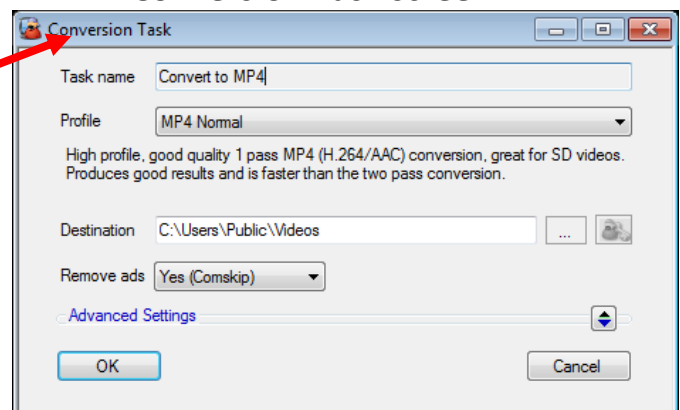 Conversion Task
Task name Convert to MP4
Profile MP4 Normal
High profile, good quality 1 pass MP4 (H.264/AAC) conversion, great for SD videos.
Produces good results and is faster than the two pass conversion.
Destination C:\Users\Public\Videos ...
Remove ads Yes (Comskip)
Advanced Settings
OK Cancel